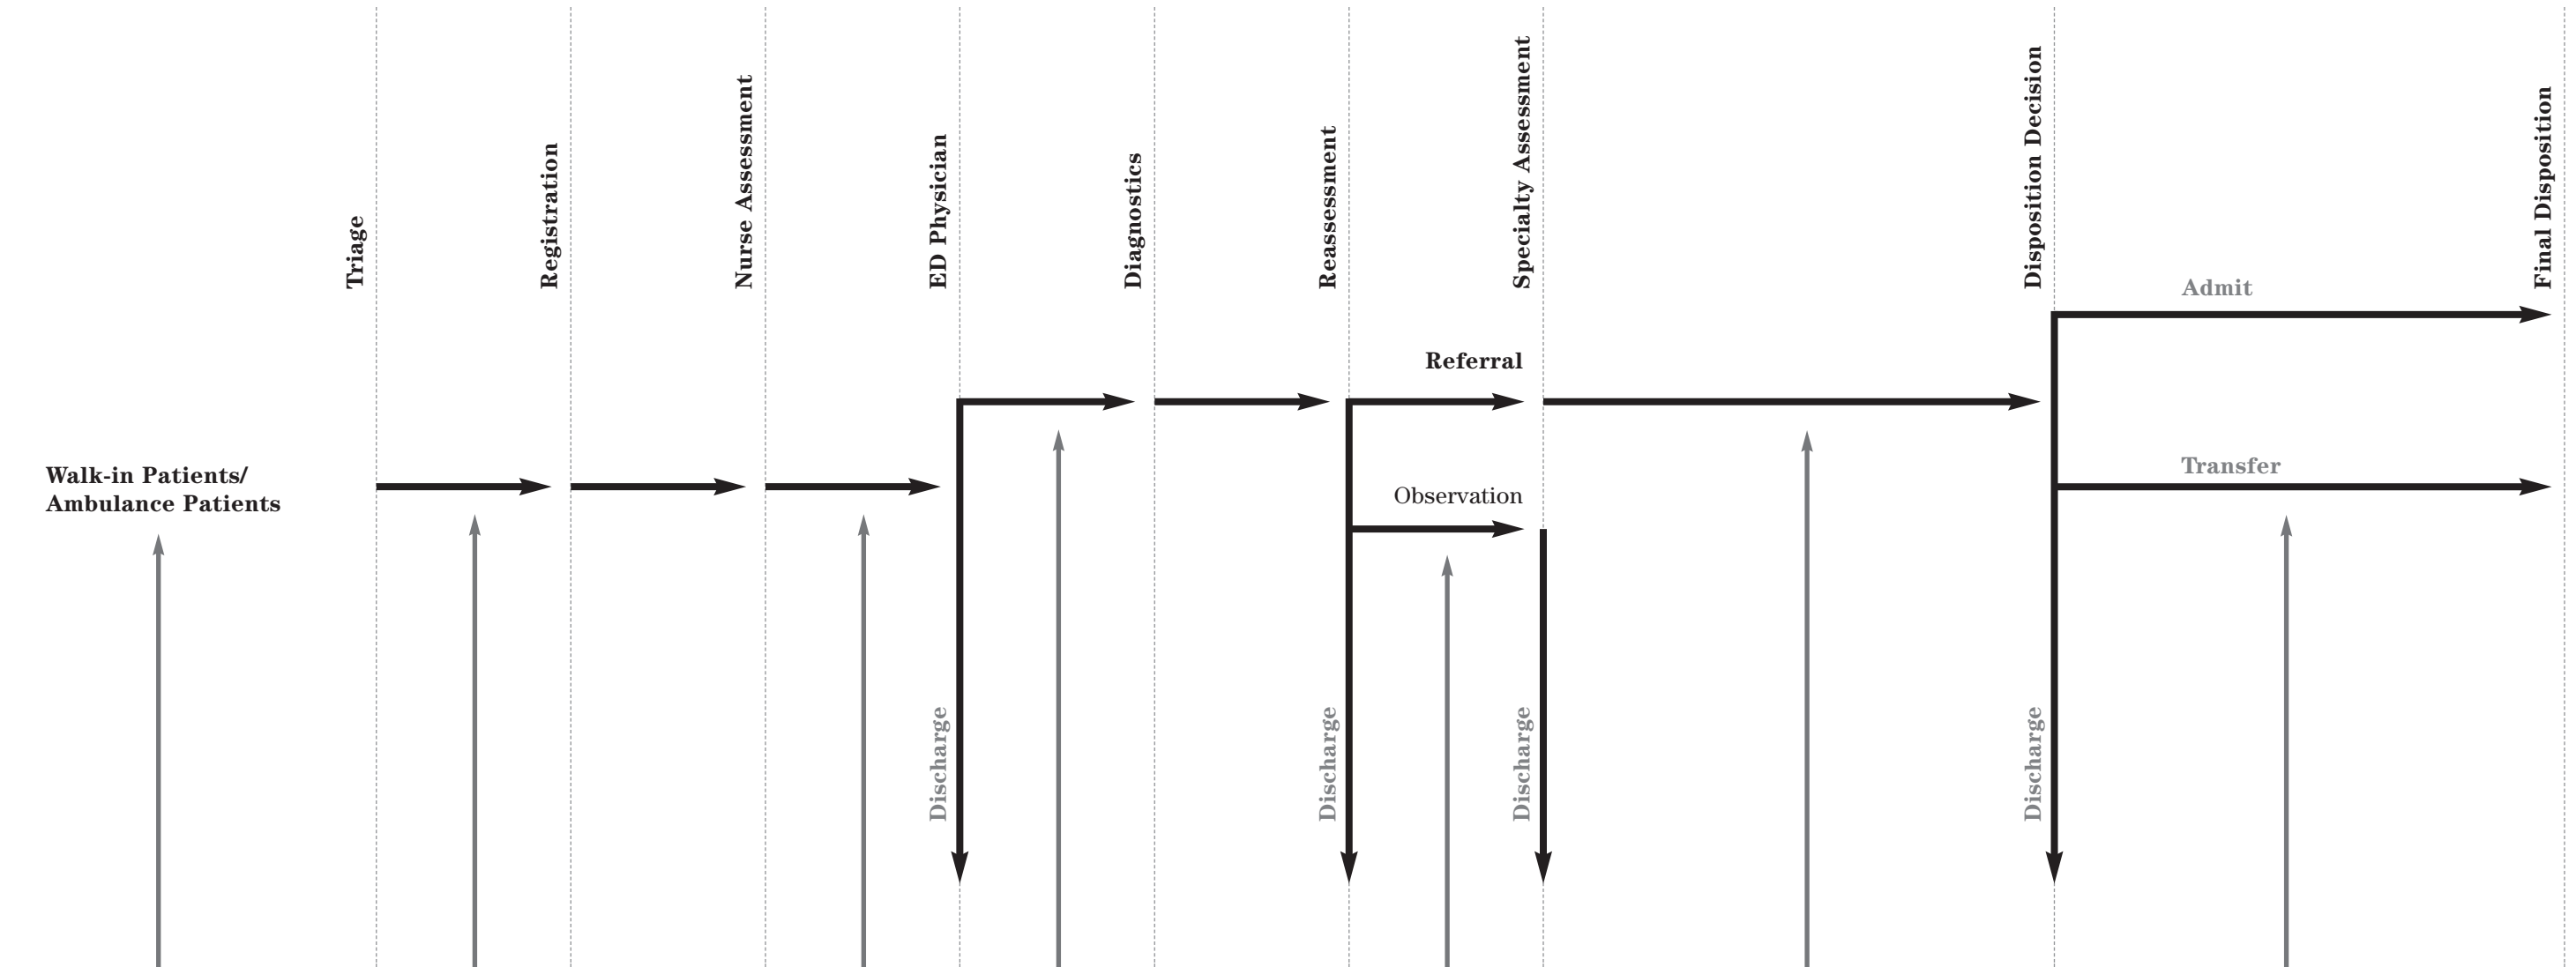 Triage
Registration
Nurse Assessment
ED Physician
Diagnostics
Reassessment
Specialty Assessment
Disposition Decision
Final Disposition
Admit
Referral
Walk-in Patients/
Ambulance Patients
Transfer
Observation
Discharge
Discharge
Discharge
Discharge